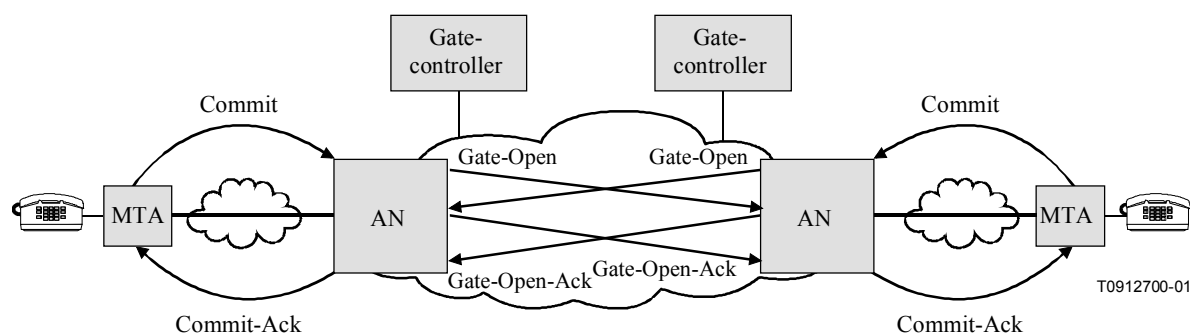 Gate-
controller
Gate-
controller
Commit
Commit
Gate-Open
Gate-Open
MTA
AN
AN
MTA
Gate-Open-Ack
Gate-Open-Ack
T0912700-01
Commit-Ack
Commit-Ack